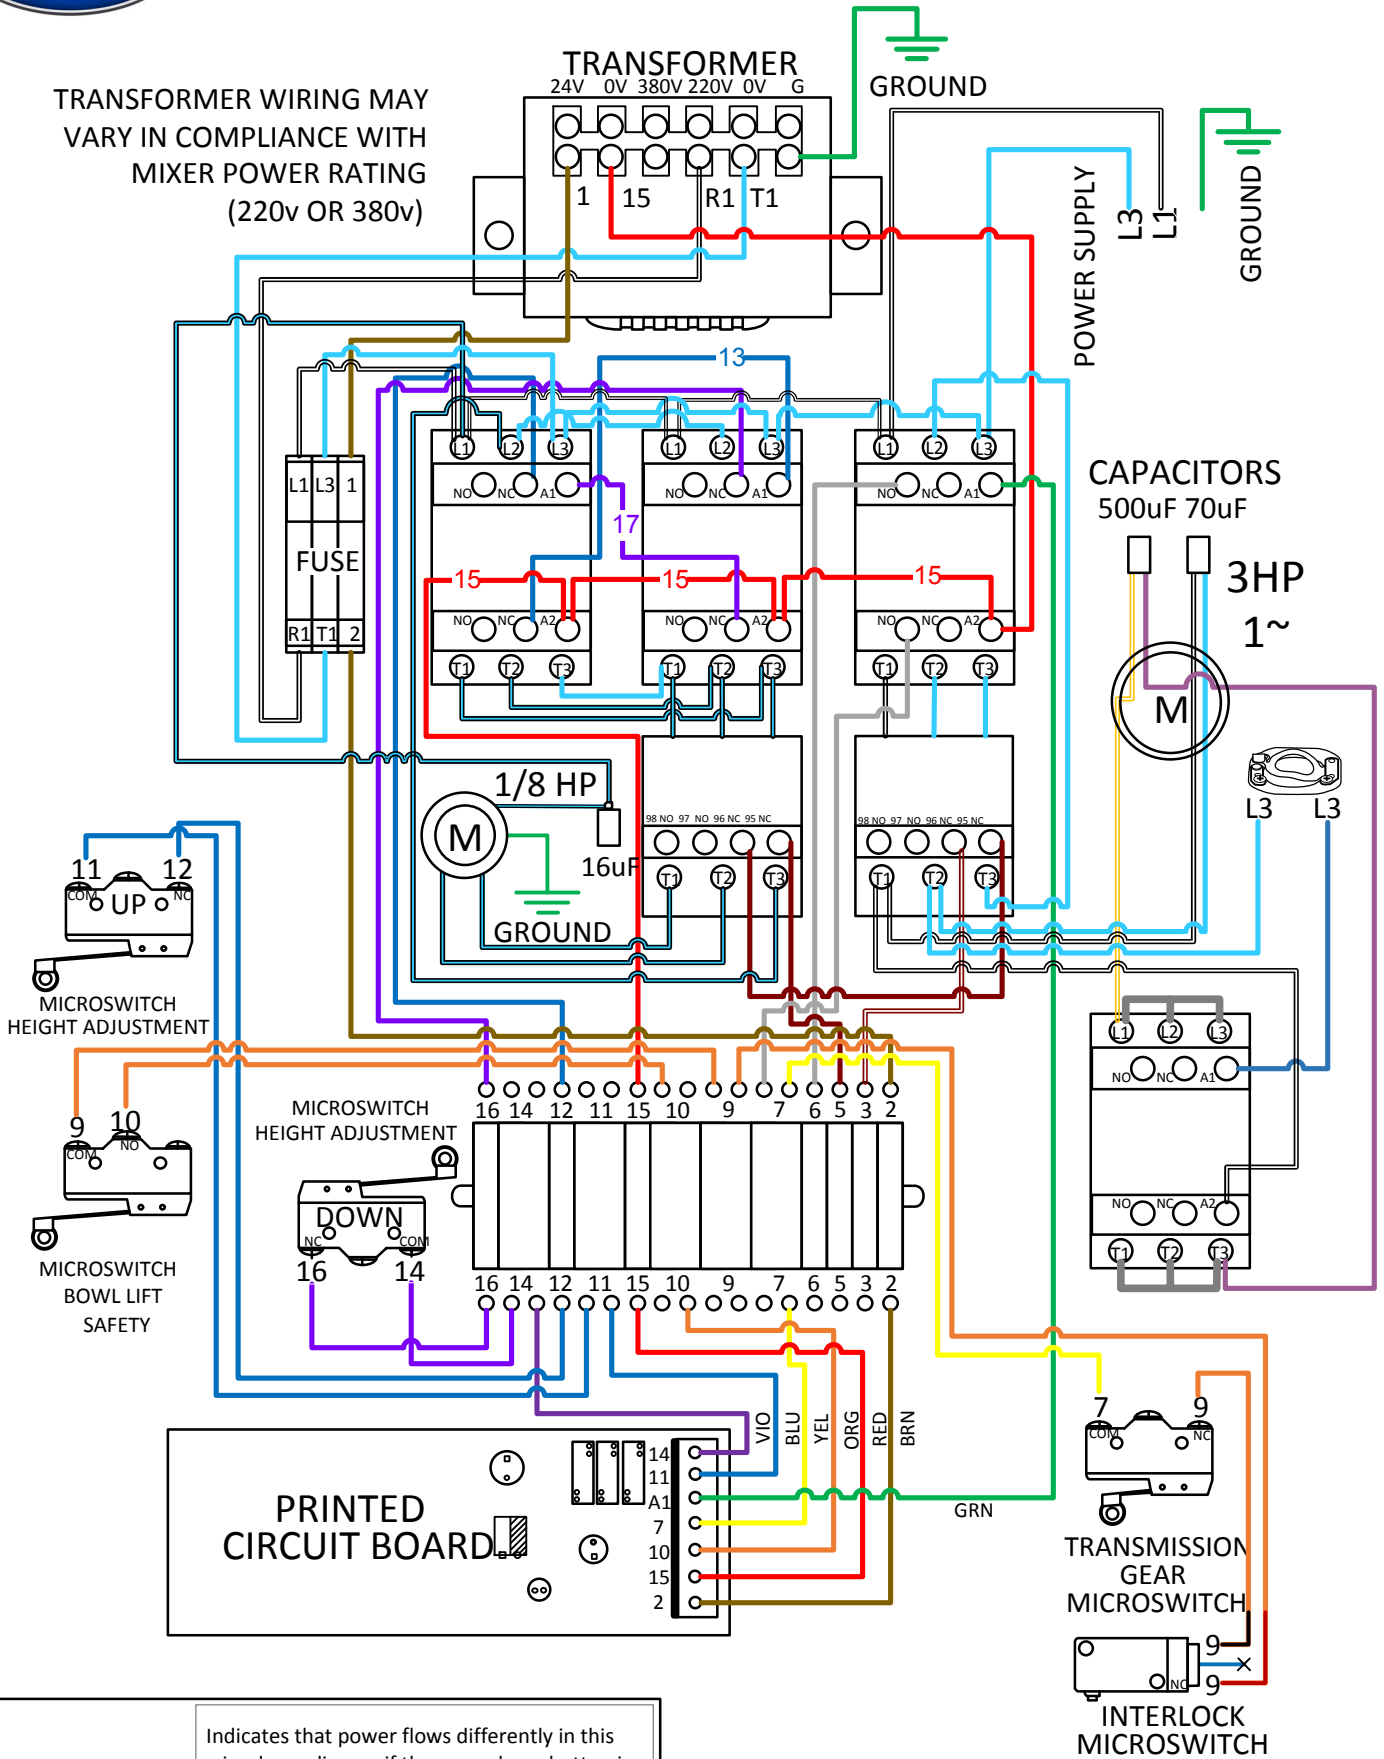 TRANSFORMER
24V 0V 380V 220V 0V G
GROUND
TRANSFORMER WIRING MAY
VARY IN COMPLIANCE WITH
MIXER POWER RATING
(220v OR 380v)
1 15 R1 T1
POWER SUPPLY
L3
L1
GROUND
13
L1 L2 L3
L1 L2 L3
L1 L2 L3
L1 L3 1
NO NC A1
NO NC A1
NO NC A1
CAPACITORS
500uF 70uF
17
FUSE
15
15
15
3HP
1~
R1 T1 2
NO NC A2
NO NC A2
NO NC A2
T1 T2 T3
T1 T2 T3
T1 T2 T3
M
1/8 HP
M
16uF
GROUND
98 NO 97 NO 96 NC 95 NC
98 NO 97 NO 96 NC 95 NC
T1 T2 T3
T1 T2 T3
L3 L3
11 12
COM NC
UP
MICROSWITCH
HEIGHT ADJUSTMENT
L1 L2 L3
NO NC A1
NO NC A2
T1 T2 T3
9 10
COM NO
MICROSWITCH
BOWL LIFT
SAFETY
MICROSWITCH
HEIGHT ADJUSTMENT
DOWN
NC COM
16 14
16 14 12 11 15 10 9 7 6 5 3 2
16 14 12 11 15 10 9 7 6 5 3 2
VIO
BLU
YEL
ORG
RED
BRN
GRN
PRINTED
CIRCUIT BOARD
14
11
A1
7
10
15
2
7 9
COM NC
TRANSMISSION
GEAR
MICROSWITCH
9
NC 9
INTERLOCK
MICROSWITCH
Indicates that power flows differently in this